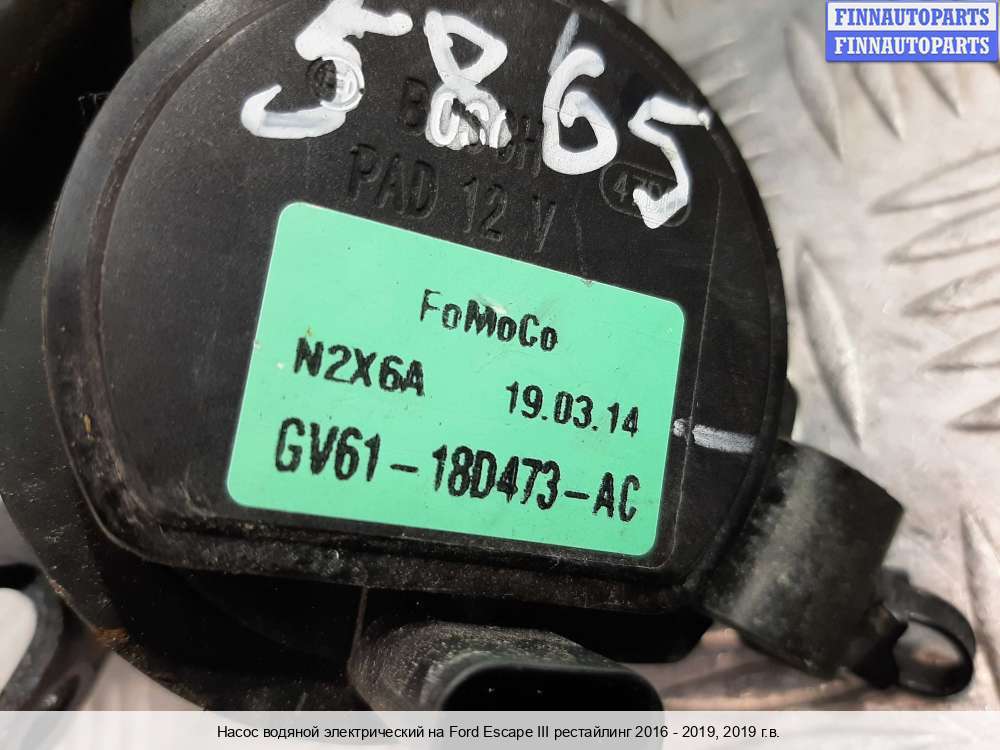 FINNAUTOPARTS
FINNAUTOPARTS
5865
BOSCH
PAD 12 V
FoMoCo
N2X6A 19.03.14
GV61-18D473-AC
Насос водяной электрический на Ford Escape III рестайлинг 2016 - 2019, 2019 г.в.